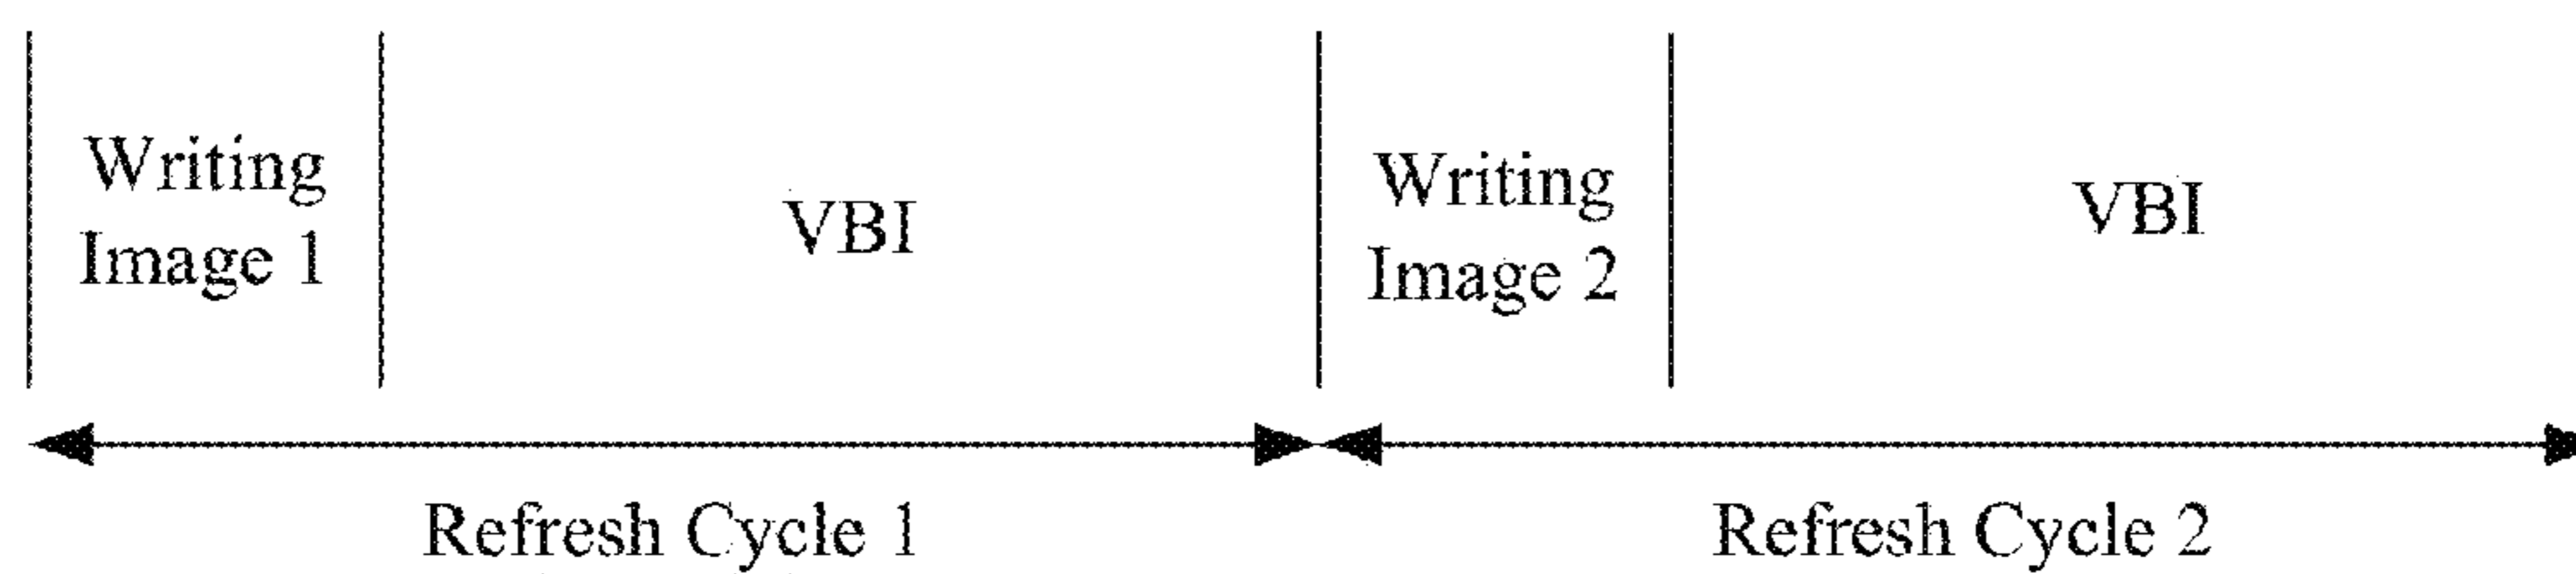 Writing
Image 1
VBI
Writing
Image 2
VBI
Refresh Cycle 1
Refresh Cycle 2